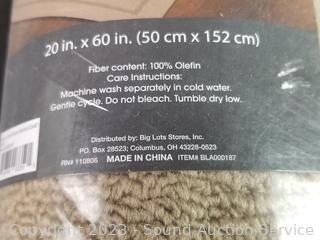 20 in. x 60 in. (50 cm x 152 cm)
Fiber content: 100% Olefin
Care Instructions:
Machine wash separately in cold water.
Gentle cycle. Do not bleach. Tumble dry low.
Distributed by: Big Lots Stores, Inc.
P.O. Box 28523; Columbus, OH 43228-0523
RN# 110806 MADE IN CHINA ITEM# BLA000187
Copyright 2023 - Sound Auction Service